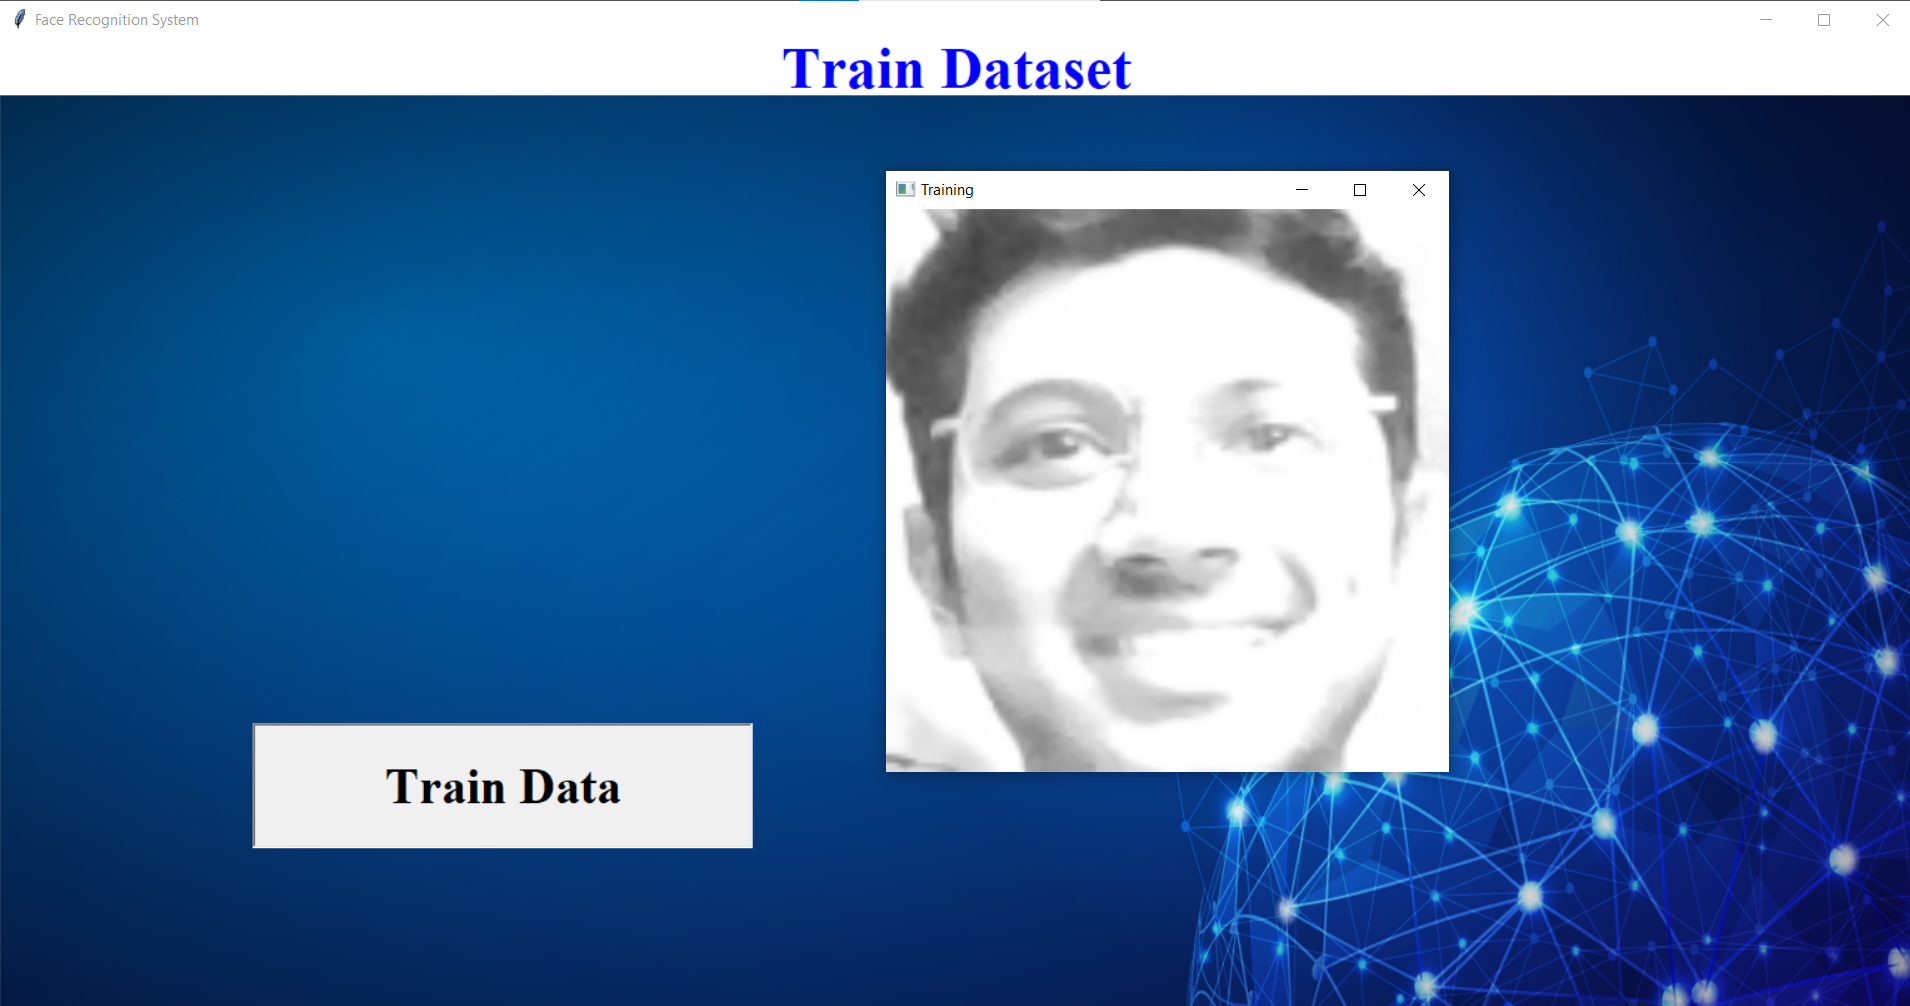 Face Recognition System
Train Dataset
Training
Train Data